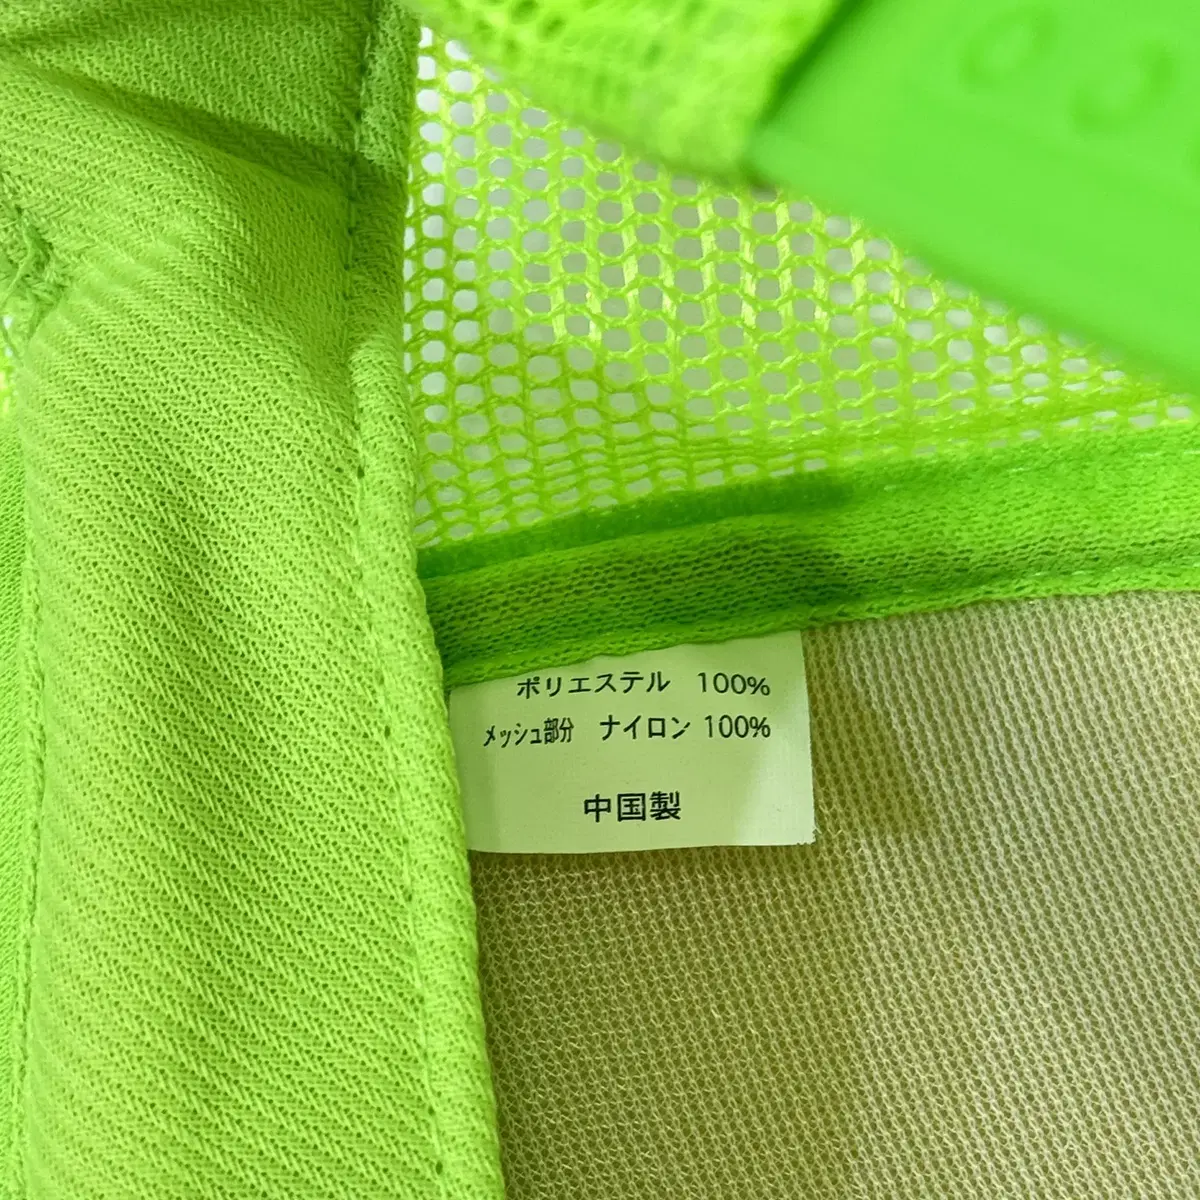 ポリエステル 100%
メッシュ部分 ナイロン 100%
中国製